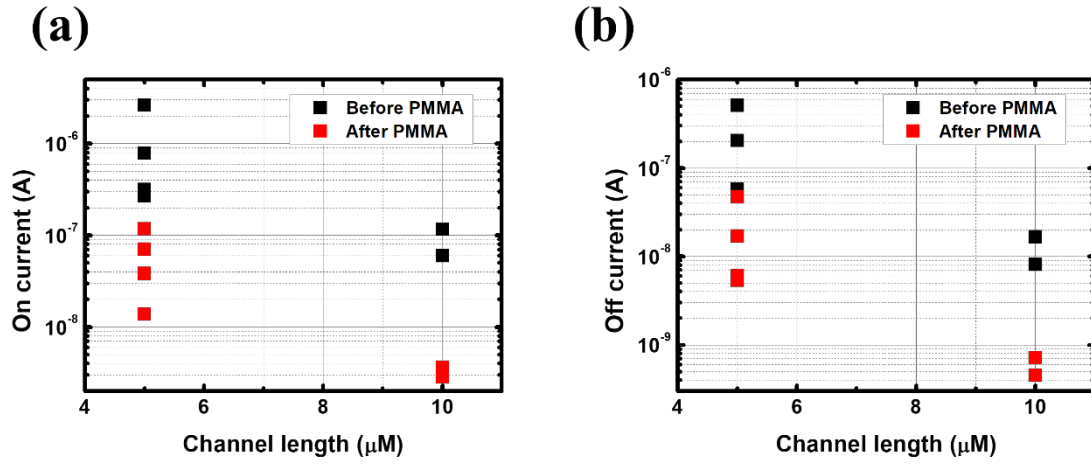 (a)
Before PMMA
After PMMA
On current (A)
10⁻⁶
10⁻⁷
10⁻⁸
4 6 8 10
Channel length (μM)
(b)
Before PMMA
After PMMA
Off current (A)
10⁻⁶
10⁻⁷
10⁻⁸
10⁻⁹
4 6 8 10
Channel length (μM)